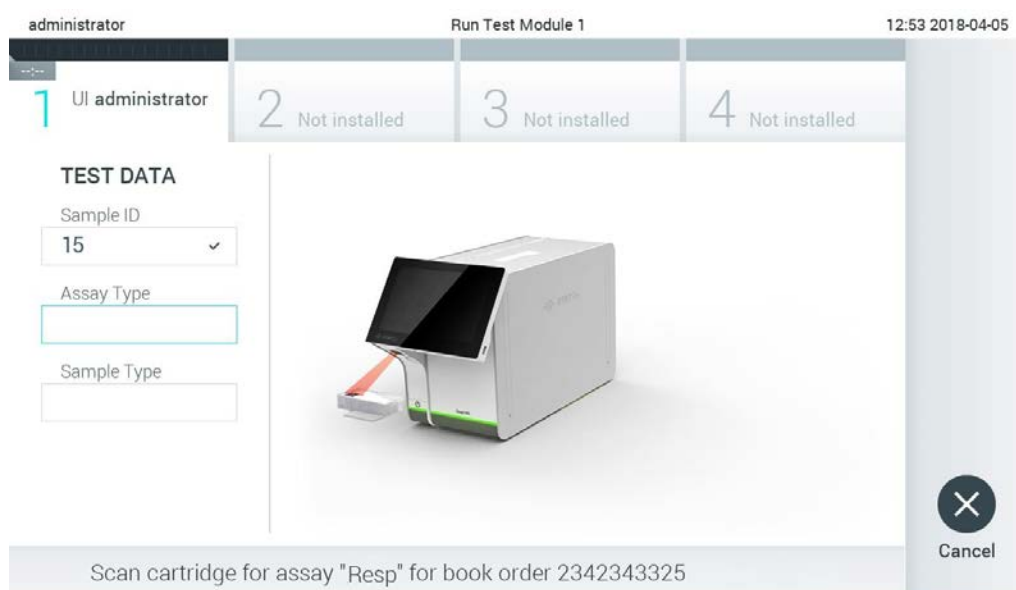 administrator
Run Test Module 1
12:53 2018-04-05
--:--
1 UI administrator
2 Not installed
3 Not installed
4 Not installed
TEST DATA
Sample ID
15
Assay Type
Sample Type
Cancel
Scan cartridge for assay "Resp" for book order 2342343325